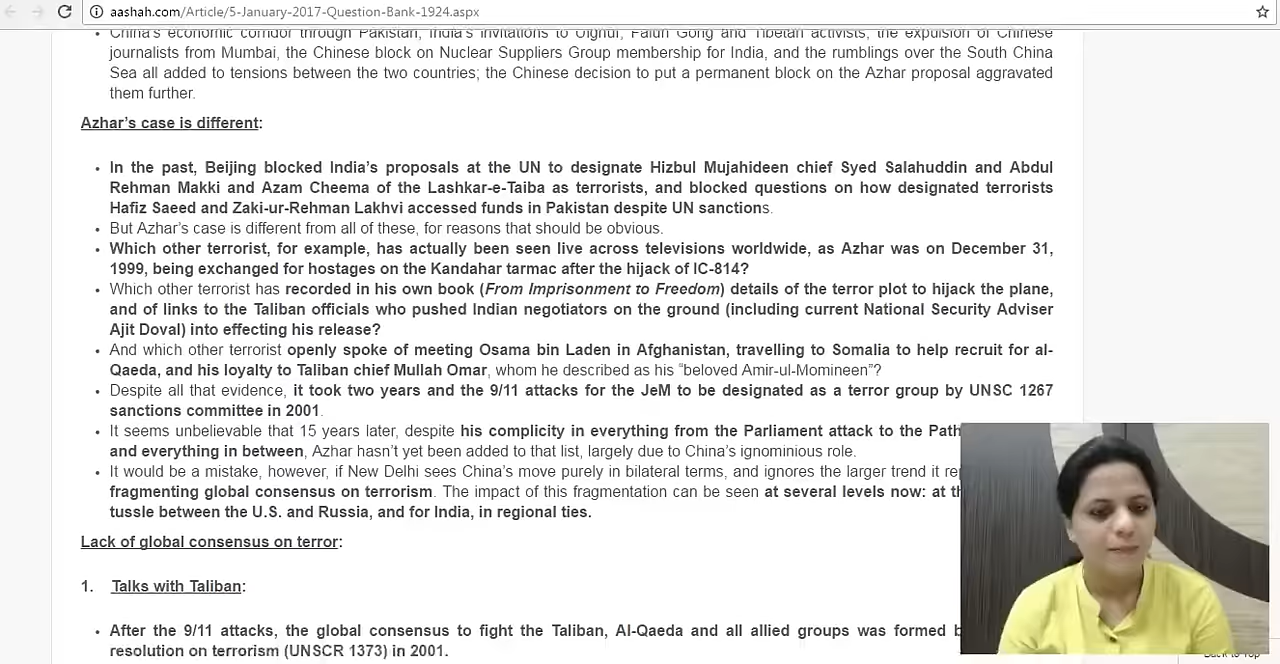 aashah.com/Article/5-January-2017-Question-Bank-1924.aspx
• China's economic corridor through Pakistan, India's invitations to Uighur, Falun Gong and Tibetan activists, the expulsion of Chinese
journalists from Mumbai, the Chinese block on Nuclear Suppliers Group membership for India, and the rumblings over the South China
Sea all added to tensions between the two countries; the Chinese decision to put a permanent block on the Azhar proposal aggravated
them further.
Azhar's case is different:
• In the past, Beijing blocked India's proposals at the UN to designate Hizbul Mujahideen chief Syed Salahuddin and Abdul
Rehman Makki and Azam Cheema of the Lashkar-e-Taiba as terrorists, and blocked questions on how designated terrorists
Hafiz Saeed and Zaki-ur-Rehman Lakhvi accessed funds in Pakistan despite UN sanctions.
• But Azhar's case is different from all of these, for reasons that should be obvious.
• Which other terrorist, for example, has actually been seen live across televisions worldwide, as Azhar was on December 31,
1999, being exchanged for hostages on the Kandahar tarmac after the hijack of IC-814?
• Which other terrorist has recorded in his own book (From Imprisonment to Freedom) details of the terror plot to hijack the plane,
and of links to the Taliban officials who pushed Indian negotiators on the ground (including current National Security Adviser
Ajit Doval) into effecting his release?
• And which other terrorist openly spoke of meeting Osama bin Laden in Afghanistan, travelling to Somalia to help recruit for al-
Qaeda, and his loyalty to Taliban chief Mullah Omar, whom he described as his "beloved Amir-ul-Momineen"?
• Despite all that evidence, it took two years and the 9/11 attacks for the JeM to be designated as a terror group by UNSC 1267
sanctions committee in 2001.
• It seems unbelievable that 15 years later, despite his complicity in everything from the Parliament attack to the Path
and everything in between, Azhar hasn't yet been added to that list, largely due to China's ignominious role.
• It would be a mistake, however, if New Delhi sees China's move purely in bilateral terms, and ignores the larger trend it
fragmenting global consensus on terrorism. The impact of this fragmentation can be seen at several levels now: at
tussle between the U.S. and Russia, and for India, in regional ties.
Lack of global consensus on terror:
1. Talks with Taliban:
• After the 9/11 attacks, the global consensus to fight the Taliban, Al-Qaeda and all allied groups was formed
resolution on terrorism (UNSCR 1373) in 2001.
Back to Top